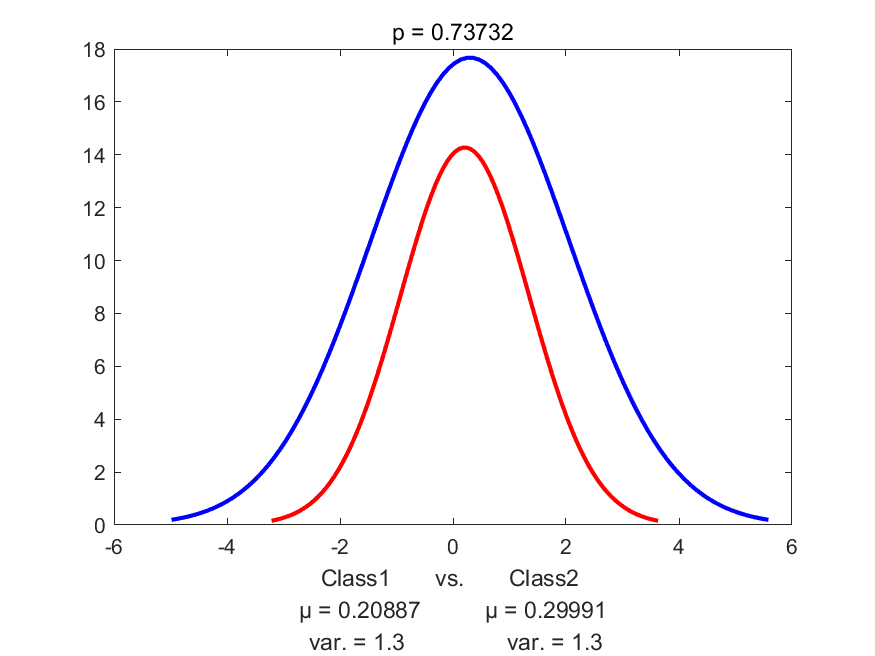 p = 0.73732
18
16
14
12
10
8
6
4
2
0
-6 -4 -2 0 2 4 6
Class1 vs. Class2
μ = 0.20887 μ = 0.29991
var. = 1.3 var. = 1.3